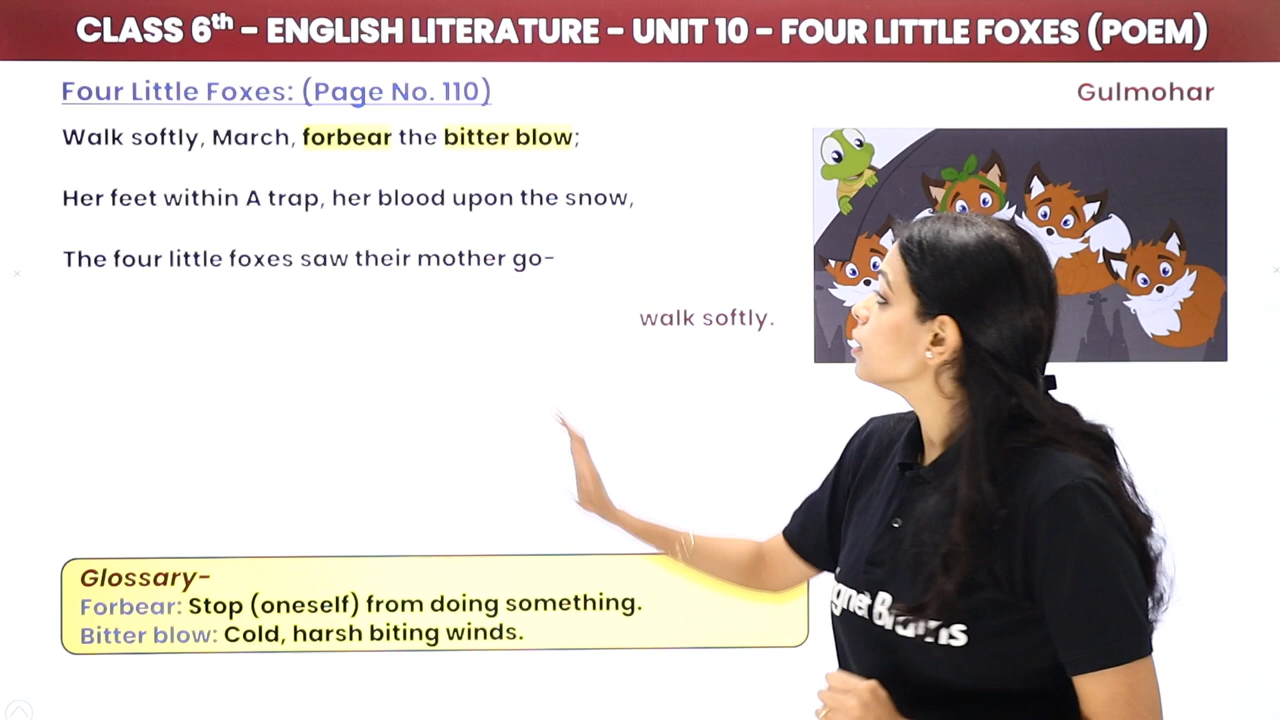 CLASS 6th – ENGLISH LITERATURE – UNIT 10 – FOUR LITTLE FOXES (POEM)
Four Little Foxes: (Page No. 110)
Gulmohar
Walk softly, March, forbear the bitter blow;
Her feet within A trap, her blood upon the snow,
The four little foxes saw their mother go–
walk softly.
Glossary–
Forbear: Stop (oneself) from doing something.
Bitter blow: Cold, harsh biting winds.